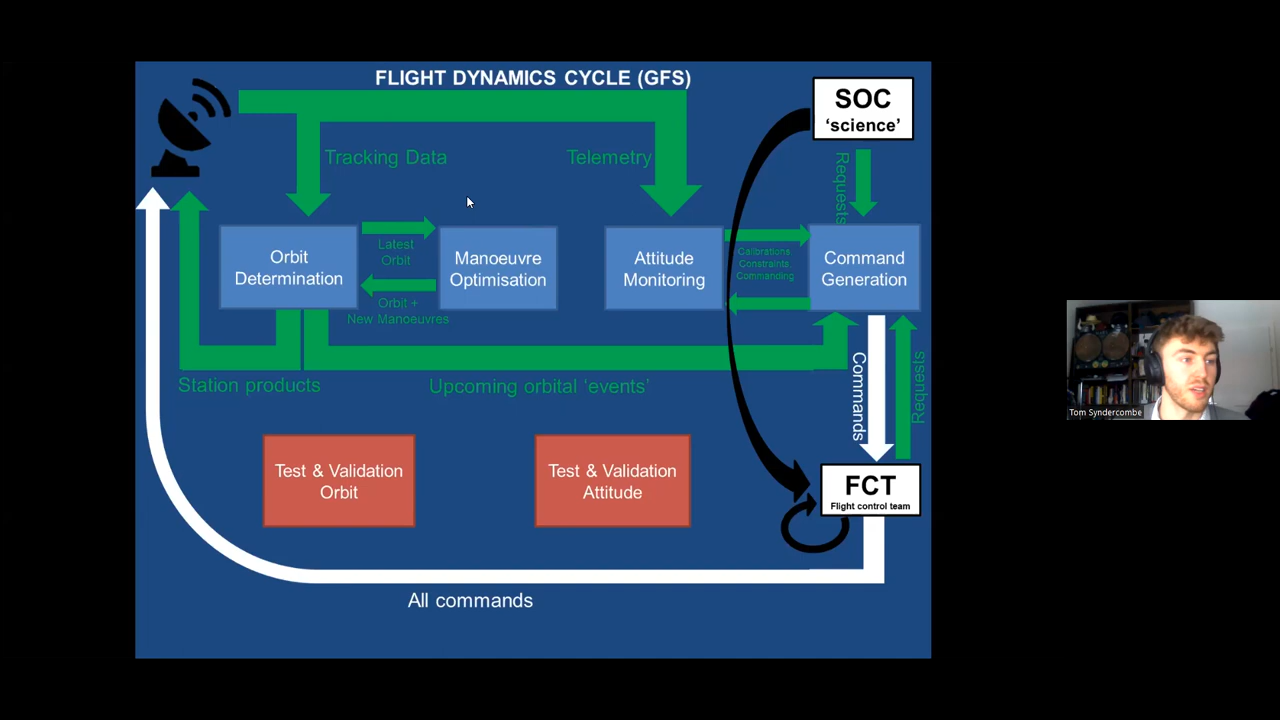 FLIGHT DYNAMICS CYCLE (GFS)
SOC
‘science’
Tracking Data
Telemetry
Requests
Orbit
Determination
Latest
Orbit
Orbit +
New Manoeuvres
Manoeuvre
Optimisation
Attitude
Monitoring
Calibrations,
Constraints,
Commanding
Command
Generation
Station products
Upcoming orbital ‘events’
Commands
Requests
Tom Syndercombe
Test & Validation
Orbit
Test & Validation
Attitude
FCT
Flight control team
All commands